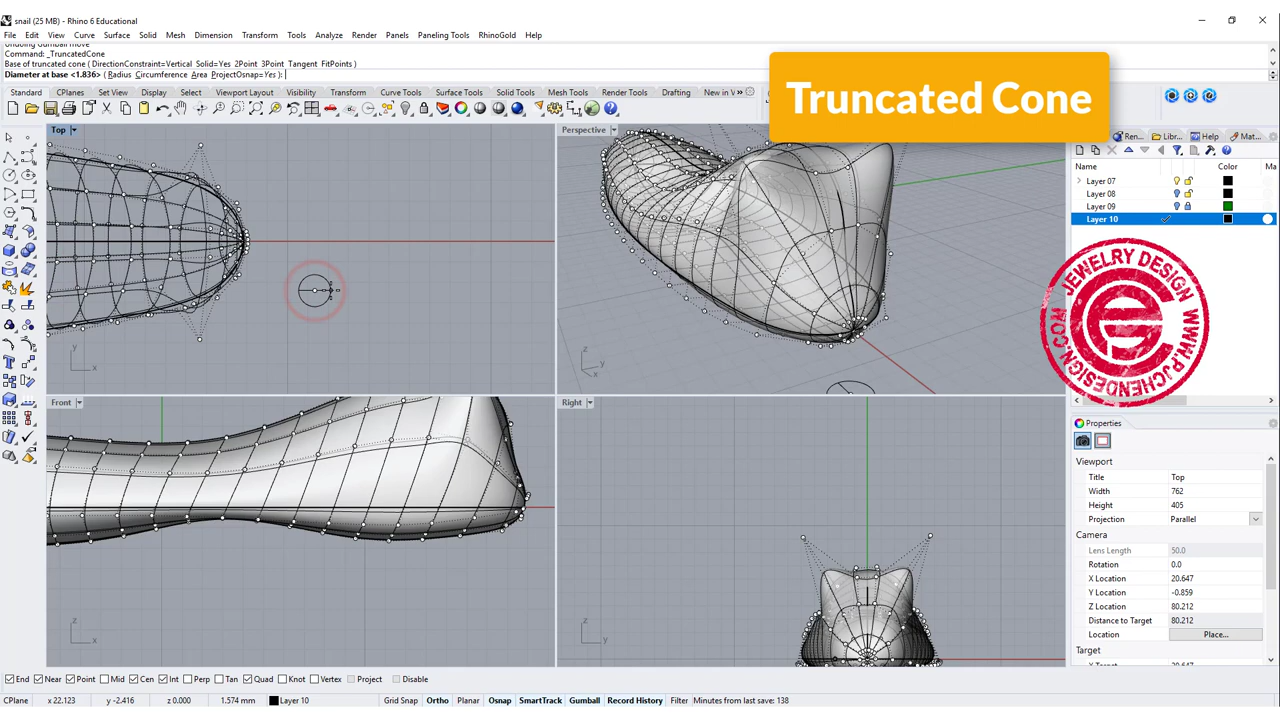 snail (25 MB) - Rhino 6 Educational
File Edit View Curve Surface Solid Mesh Dimension Transform Tools Analyze Render Panels Paneling Tools RhinoGold Help
Undoing Gumball move
Command: _TruncatedCone
Base of truncated cone ( DirectionConstraint=Vertical Solid=Yes 2Point 3Point Tangent FitPoints ):
Diameter at base <1.836> ( Radius Circumference Area ProjectOsnap=Yes ):
Truncated Cone
Standard CPlanes Set View Display Select Viewport Layout Visibility Transform Curve Tools Surface Tools Solid Tools Mesh Tools Render Tools Drafting New in V
Top
Perspective
Front
Right
y x
z y x
z x
z y
Ren... Libr... Help Mat...
Name Color Ma
Layer 07
Layer 08
Layer 09
Layer 10
JEWELRY DESIGN WWW.PJCHENDESIGN.COM
Properties
Viewport
Title Top
Width 762
Height 405
Projection Parallel
Camera
Lens Length 50.0
Rotation 0.0
X Location 20.647
Y Location -0.859
Z Location 80.212
Distance to Target 80.212
Location Place...
Target
End Near Point Mid Cen Int Perp Tan Quad Knot Vertex Project Disable
CPlane x 22.123 y -2.416 z 0.000 1.574 mm Layer 10 Grid Snap Ortho Planar Osnap SmartTrack Gumball Record History Filter Minutes from last save: 138